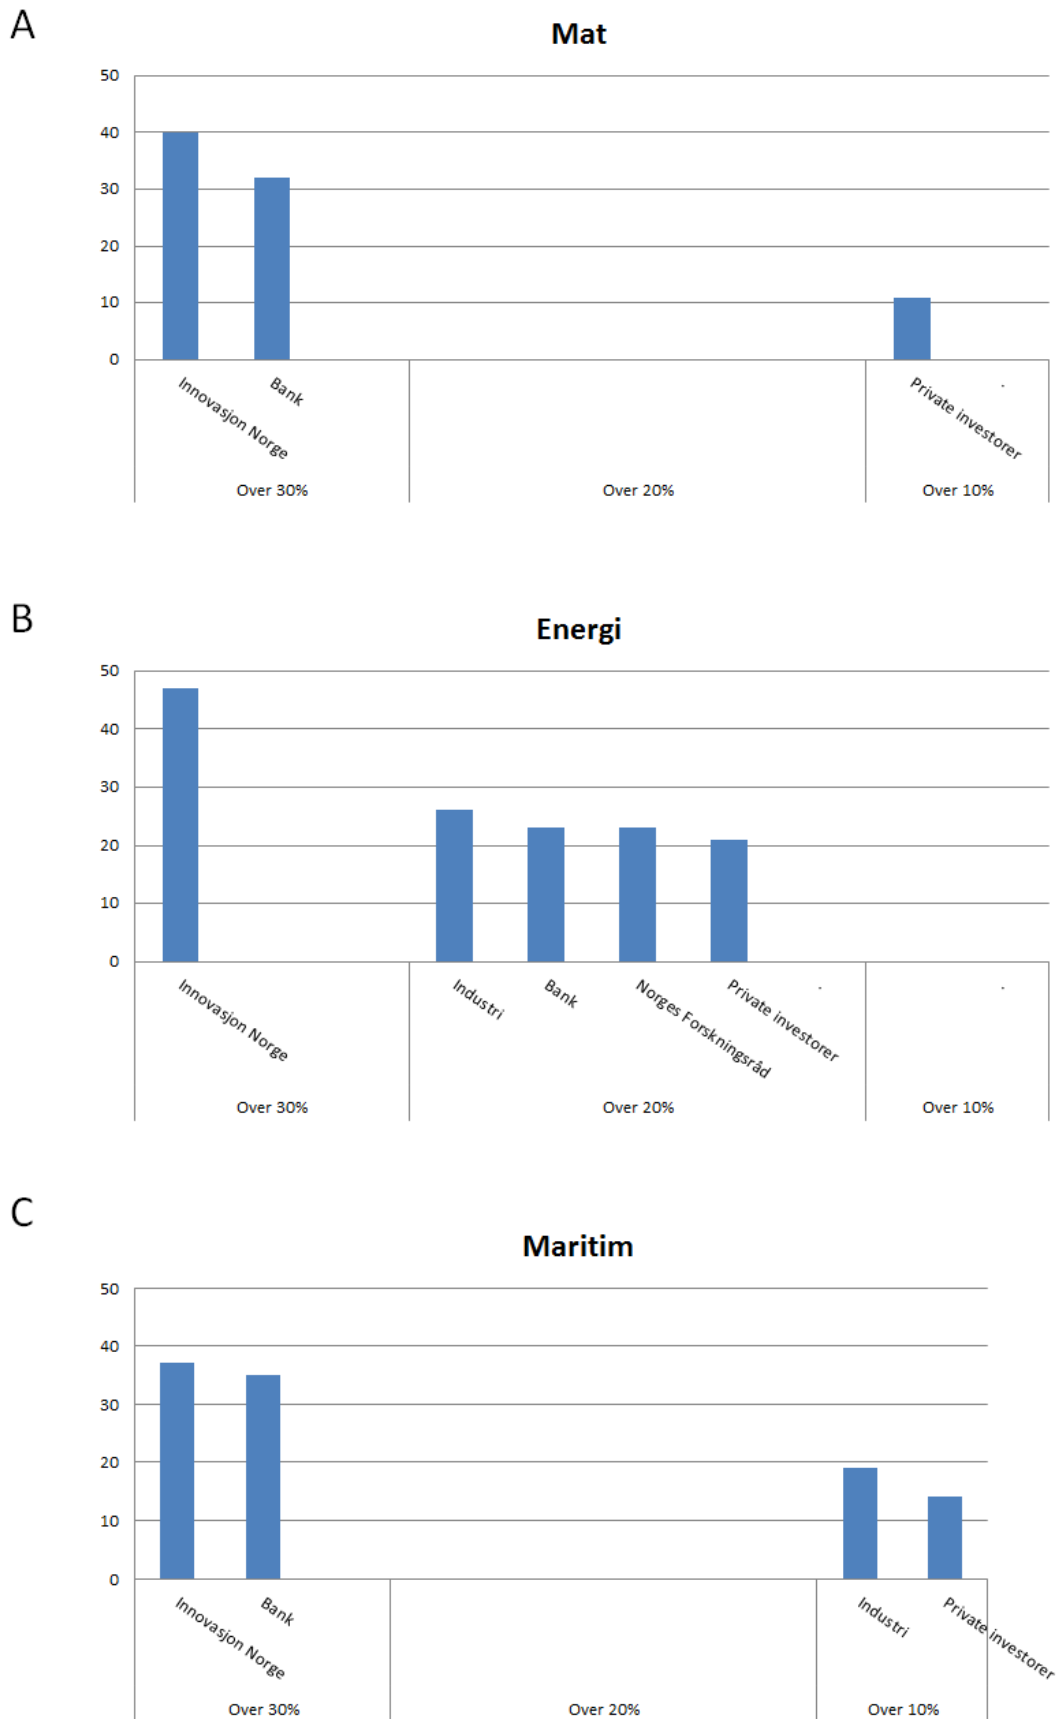 A
Mat
50
40
30
20
10
0
Innovasjon Norge
Bank
Private investorer
.
Over 30%
Over 20%
Over 10%
B
Energi
50
40
30
20
10
0
Innovasjon Norge
Industri
Bank
Norges Forskningsråd
Private investorer
.
.
Over 30%
Over 20%
Over 10%
C
Maritim
50
40
30
20
10
0
Innovasjon Norge
Bank
Industri
Private investorer
Over 30%
Over 20%
Over 10%